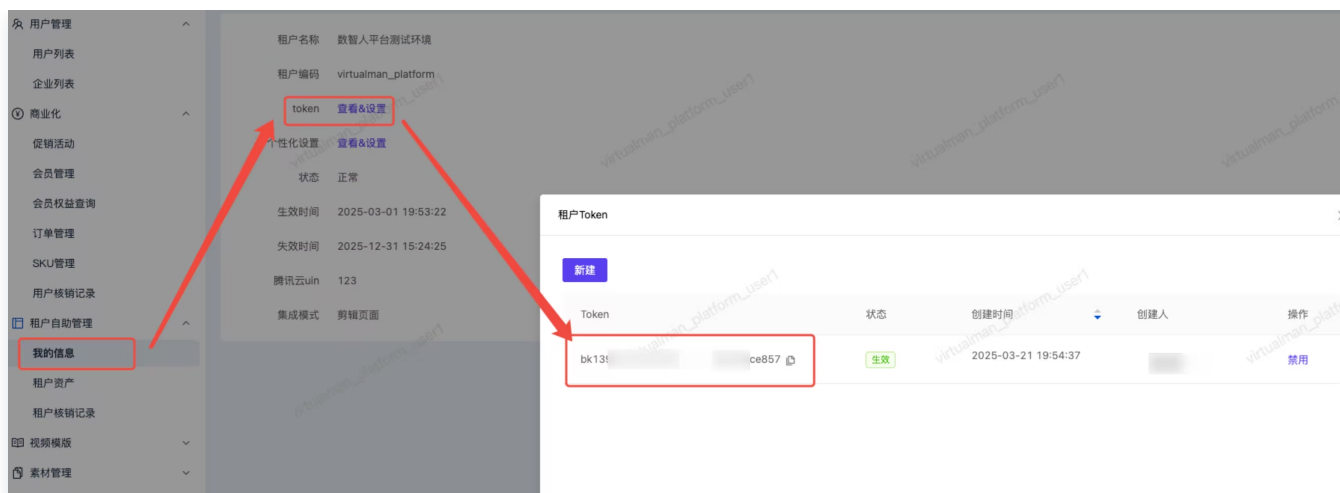 用户管理
用户列表
企业列表
商业化
促销活动
会员管理
会员权益查询
订单管理
SKU管理
用户核销记录
租户自助管理
我的信息
租户资产
租户核销记录
视频模版
素材管理
租户名称 数智人平台测试环境
租户编码 virtualman_platform
token 查看&设置
个性化设置 查看&设置
状态 正常
生效时间 2025-03-01 19:53:22
失效时间 2025-12-31 15:24:25
腾讯云uin 123
集成模式 剪辑页面
租户Token
新建
Token 状态 创建时间 创建人 操作
bk139 ce857 生效 2025-03-21 19:54:37 禁用
virtualman_platform_user1
virtualman_platform_user1
virtualman_platform_user1